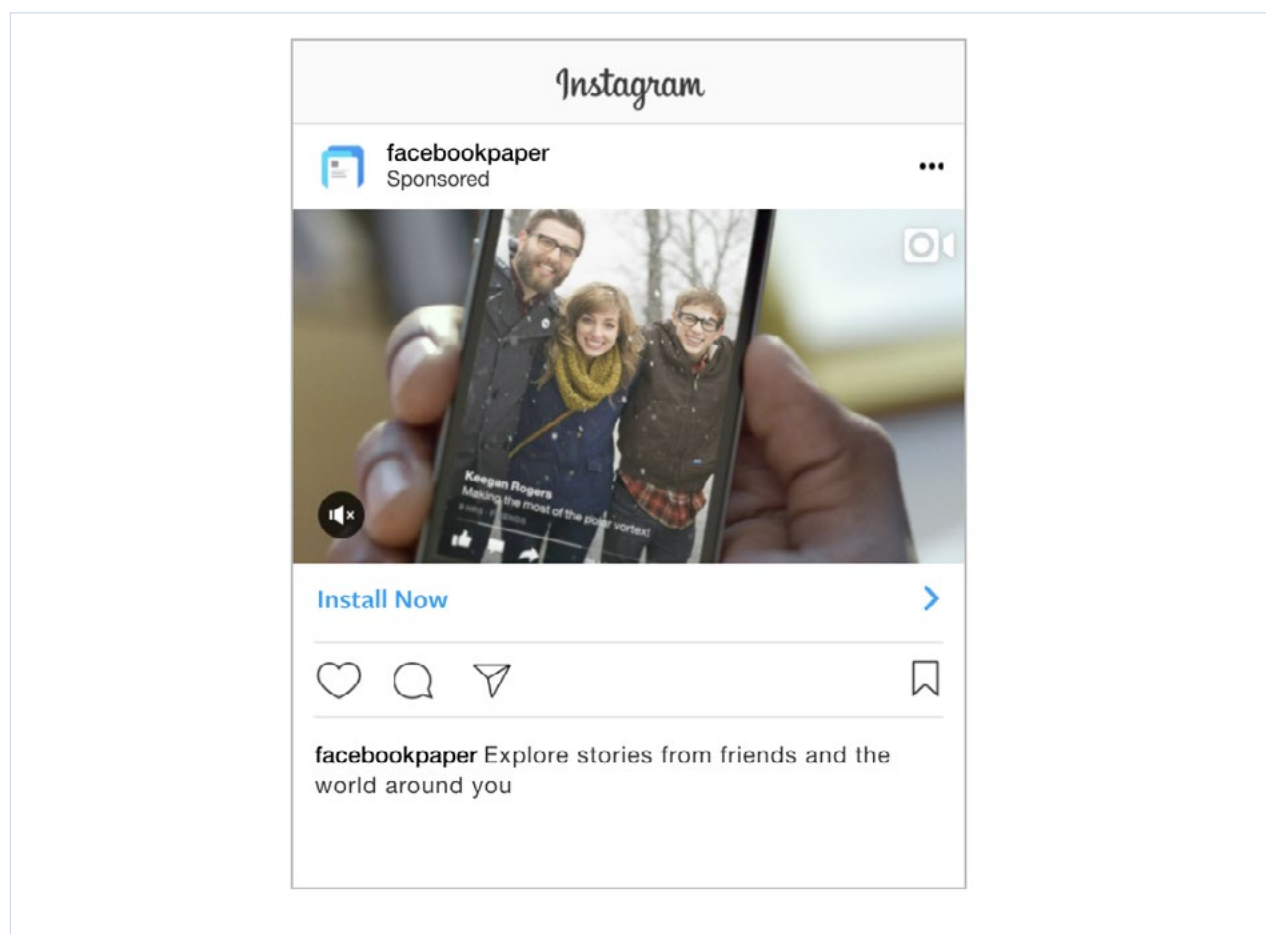 Instagram
facebookpaper
Sponsored
Keegan Rogers
Making the most of the polar vortex!
Install Now
facebookpaper Explore stories from friends and the
world around you